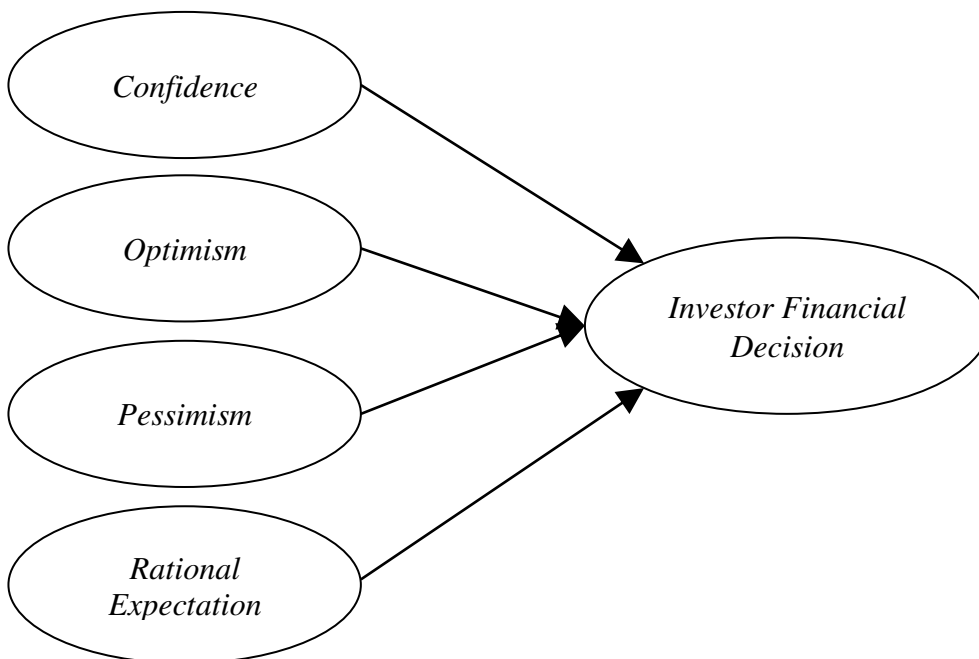 Confidence
Optimism
Investor Financial
Decision
Pessimism
Rational
Expectation